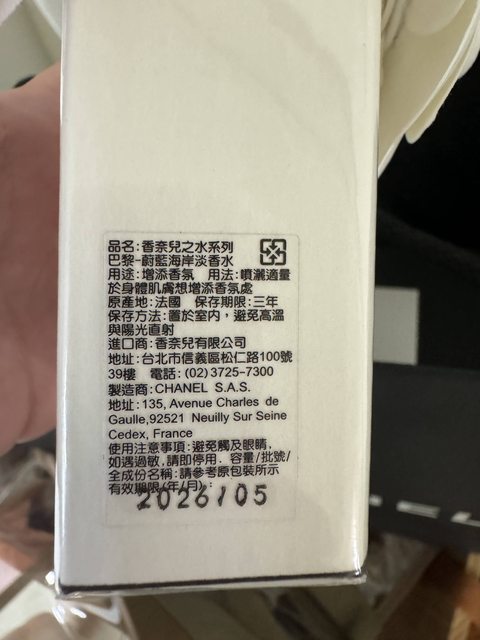 品名:香奈兒之水系列
巴黎-蔚藍海岸淡香水
用途:增添香氛　用法:噴灑適量
於身體肌膚想增添香氛處
原產地:法國　保存期限:三年
保存方法:置於室內，避免高溫
與陽光直射
進口商:香奈兒有限公司
地址:台北市信義區松仁路100號
39樓　電話:(02)3725-7300
製造商:CHANEL S.A.S.
地址:135, Avenue Charles de
Gaulle,92521 Neuilly Sur Seine
Cedex, France
使用注意事項:避免觸及眼睛,
如遇過敏,請即停用. 容量/批號/
全成份名稱:請參考原包裝所示
有效期限(年/月):
2026/05